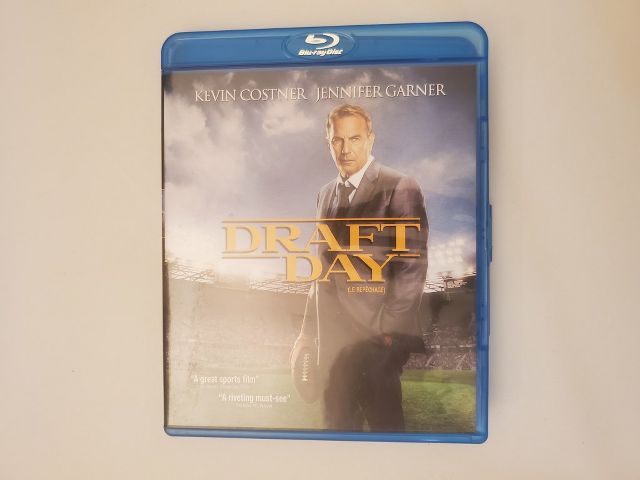 Blu-ray Disc
KEVIN COSTNER JENNIFER GARNER
DRAFT
DAY
(LE REPÊCHAGE)
"A great sports film"
"A riveting must-see"